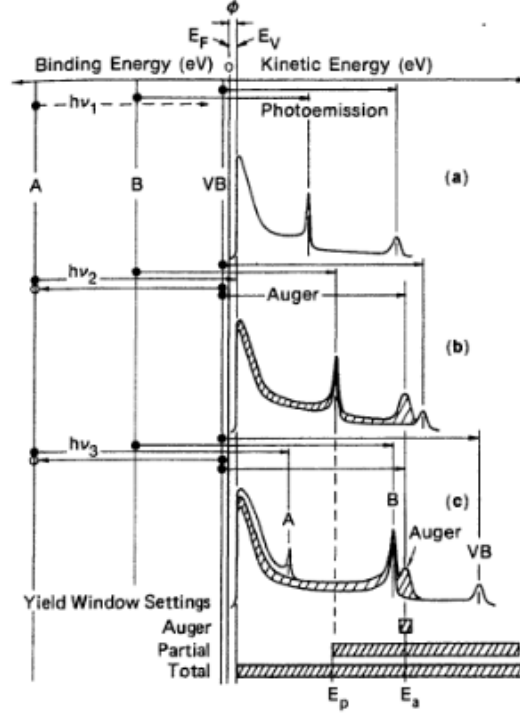 ϕ
E_F E_V
Binding Energy (eV) 0 Kinetic Energy (eV)
hν₁
Photoemission
A B VB (a)
hν₂
Auger
(b)
hν₃
A B (c)
Auger
VB
Yield Window Settings
Auger
Partial
Total
E_p E_a